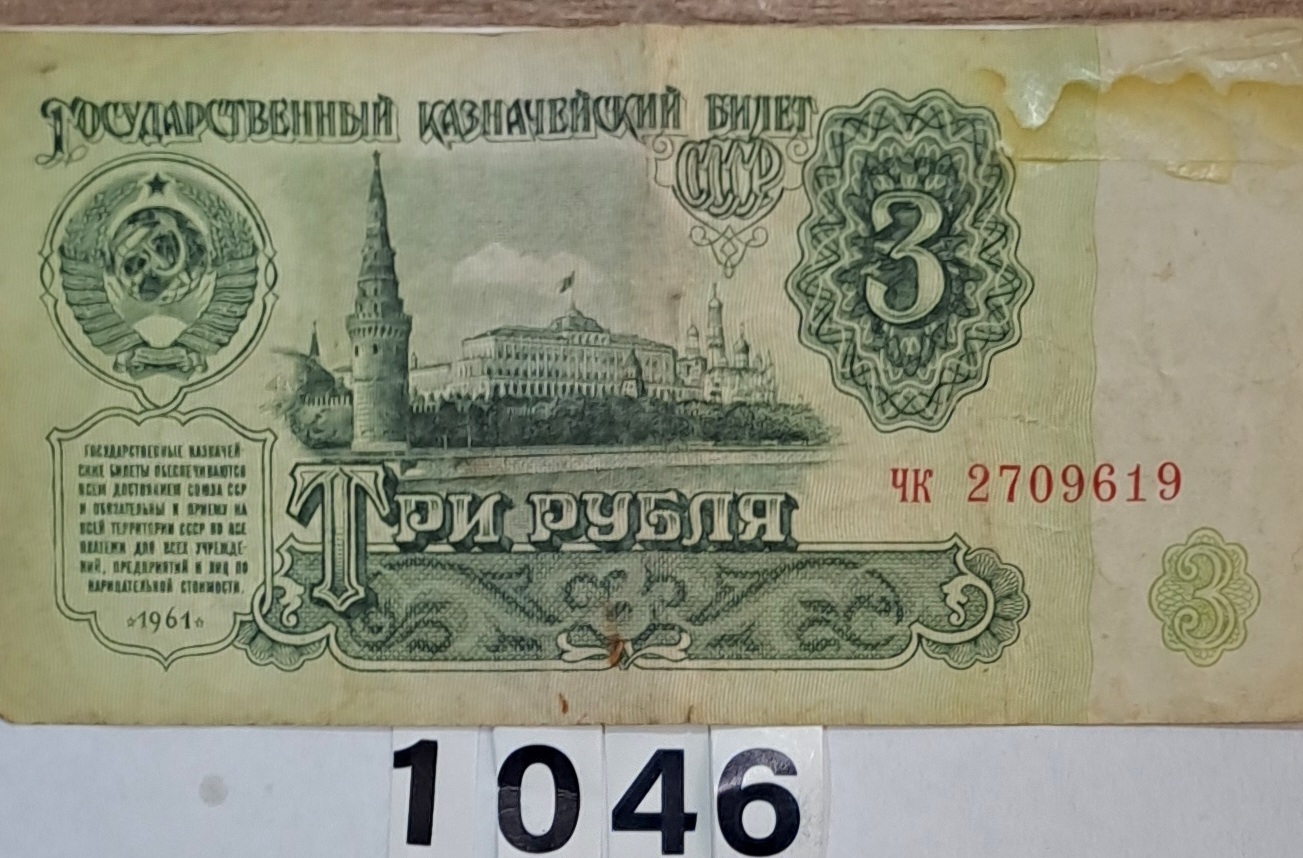 ГОСУДАРСТВЕННЫЙ КАЗНАЧЕЙСКИЙ БИЛЕТ
СССР
3
ГОСУДАРСТВЕННЫЕ КАЗНАЧЕЙ-
СКИЕ БИЛЕТЫ ОБЕСПЕЧИВАЮТСЯ
ВСЕМ ДОСТОЯНИЕМ СОЮЗА ССР
И ОБЯЗАТЕЛЬНЫ К ПРИЕМУ НА
ВСЕЙ ТЕРРИТОРИИ СССР ВО ВСЕ
ПЛАТЕЖИ ДЛЯ ВСЕХ УЧРЕЖДЕ-
НИЙ, ПРЕДПРИЯТИЙ И ЛИЦ ПО
НАРИЦАТЕЛЬНОЙ СТОИМОСТИ.
☆1961☆
ТРИ РУБЛЯ
ЧК 2709619
3
1046